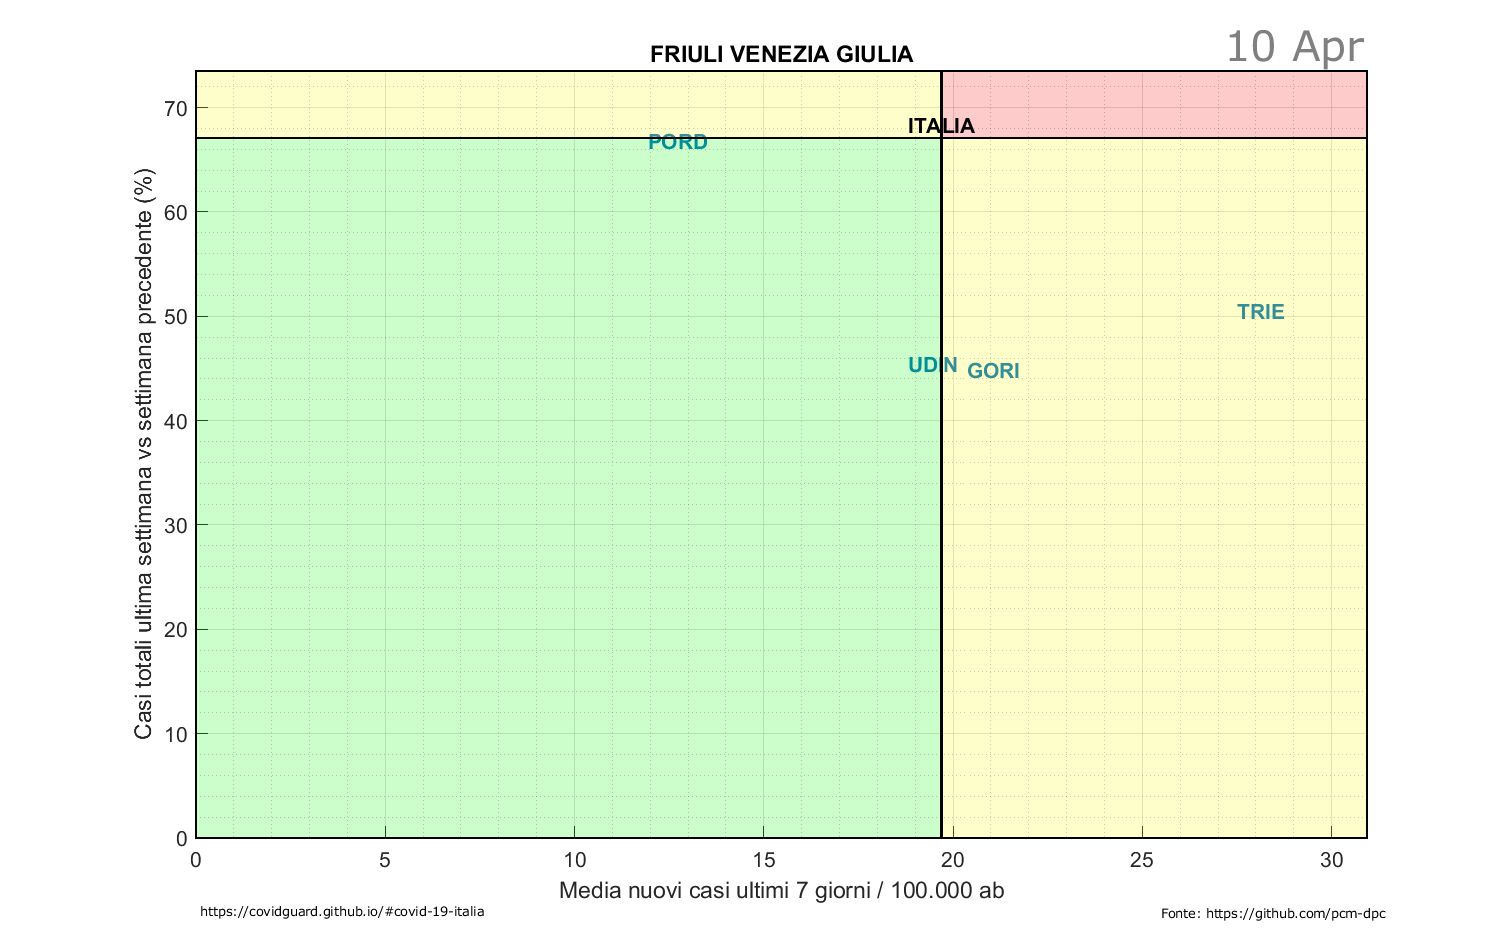 10 Apr
FRIULI VENEZIA GIULIA
Casi totali ultima settimana vs settimana precedente (%)
70
60
50
40
30
20
10
0
ITALIA
PORD
TRIE
UDIN
GORI
0 5 10 15 20 25 30
Media nuovi casi ultimi 7 giorni / 100.000 ab
https://covidguard.github.io/#covid-19-italia
Fonte: https://github.com/pcm-dpc